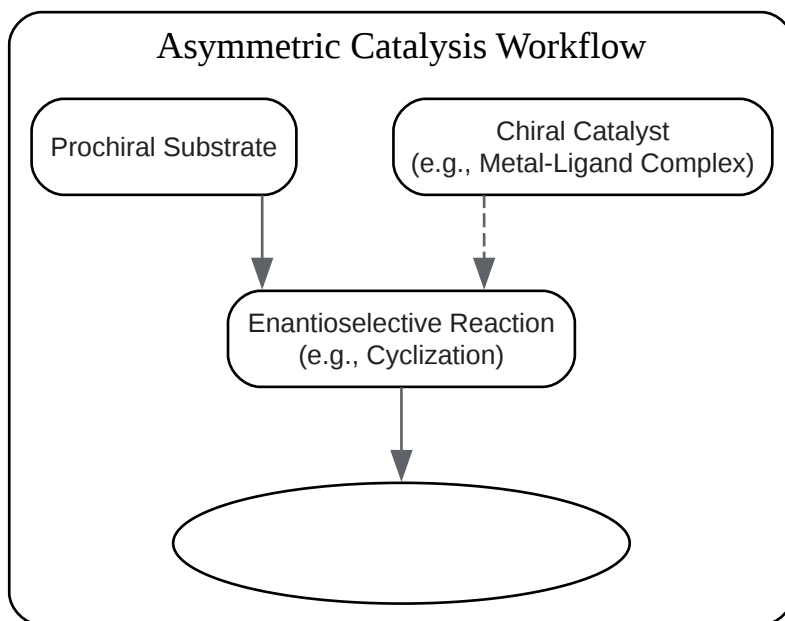 Asymmetric Catalysis Workflow
Prochiral Substrate
Chiral Catalyst
(e.g., Metal-Ligand Complex)
Enantioselective Reaction
(e.g., Cyclization)